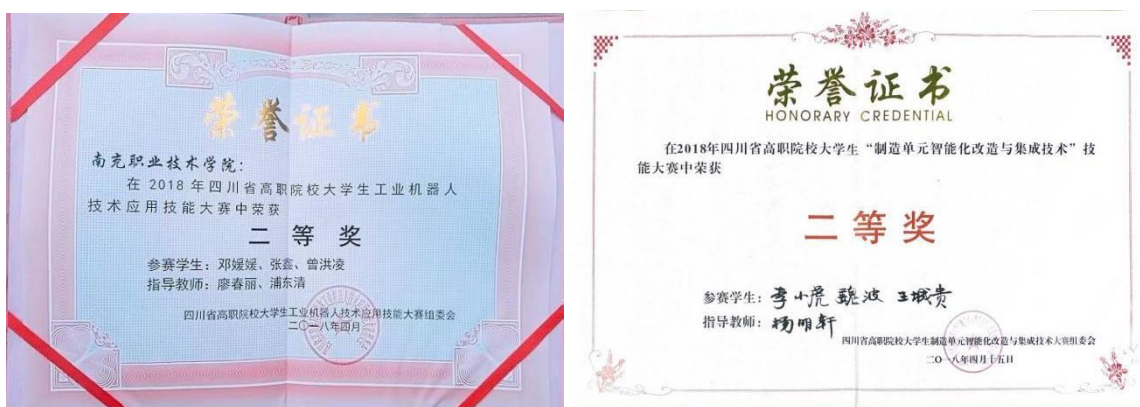 荣誉证书
南充职业技术学院：
在 2018 年四川省高职院校大学生工业机器人
技术应用技能大赛中荣获
二 等 奖
参赛学生：邓媛媛、张鑫、曾洪凌
指导教师：廖春丽、浦东清
四川省高职院校大学生工业机器人技术应用技能大赛组委会
二〇一八年四月
荣誉证书
HONORARY CREDENTIAL
在2018年四川省高职院校大学生“制造单元智能化改造与集成技术”技
能大赛中荣获
二等奖
参赛学生：李小虎 魏波 王城贵
指导教师：杨明轩
四川省高职院校大学生制造单元智能化改造与集成技术大赛组委会
二〇一八年四月十五日